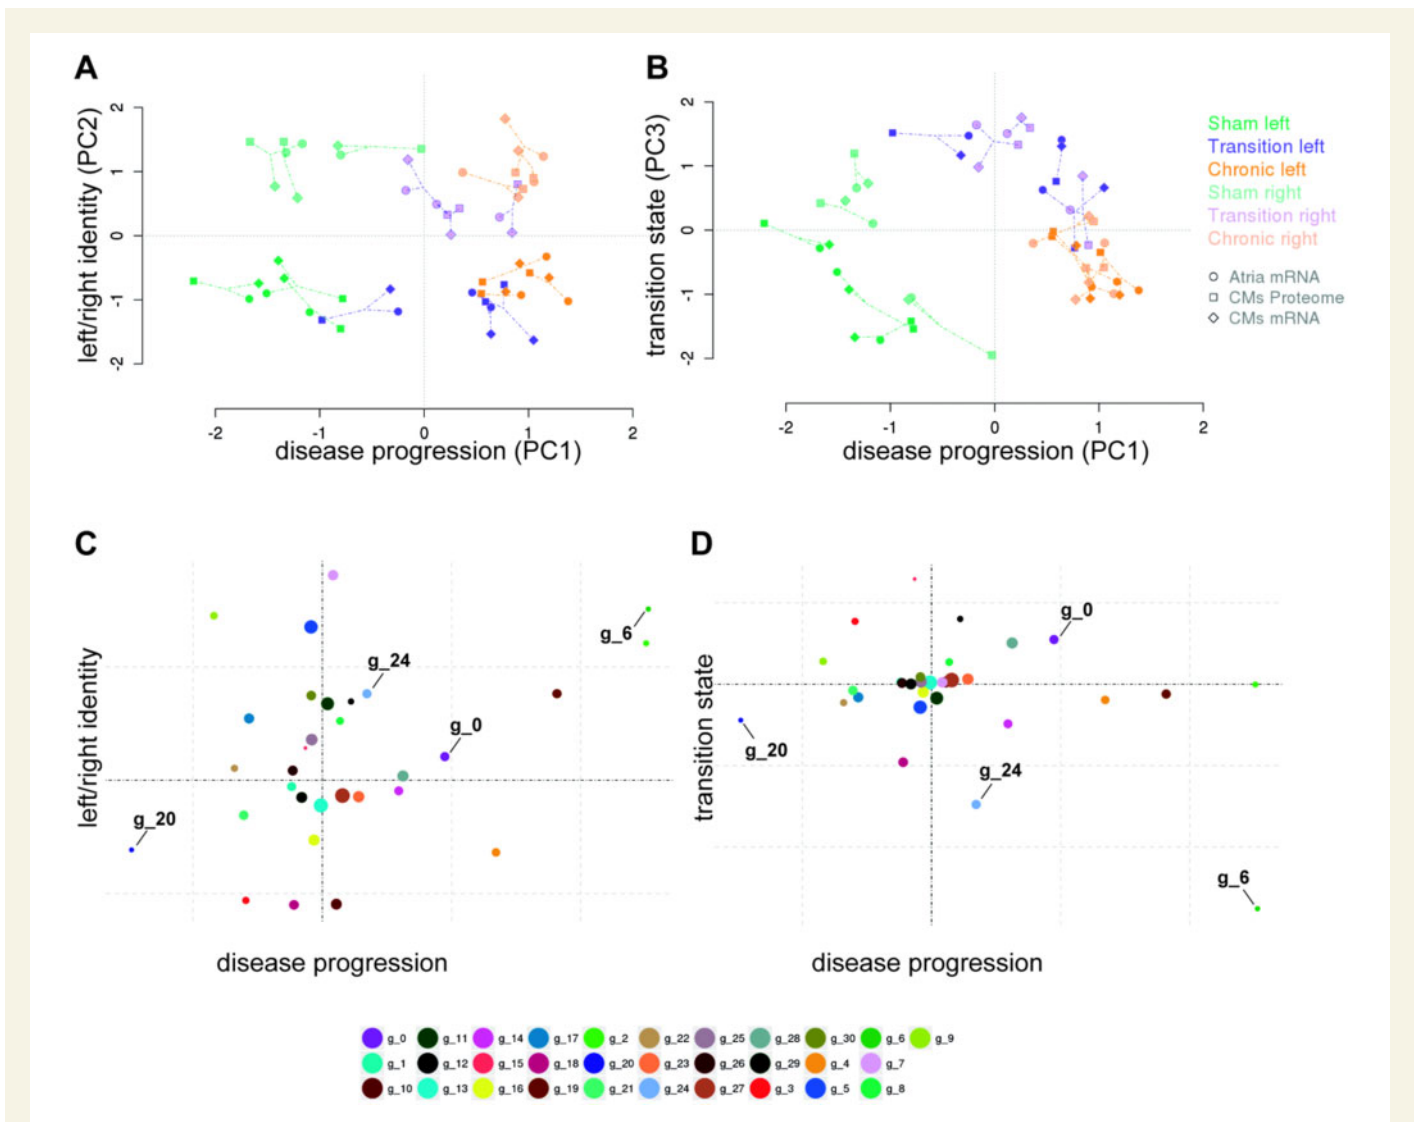 A
B
left/right identity (PC2)
2
1
0
-1
-2
-2
-1
0
1
2
disease progression (PC1)
transition state (PC3)
2
1
0
-1
-2
-2
-1
0
1
2
disease progression (PC1)
Sham left
Transition left
Chronic left
Sham right
Transition right
Chronic right
Atria mRNA
CMs Proteome
CMs mRNA
C
left/right identity
g_6
g_24
g_0
g_20
disease progression
D
transition state
g_0
g_20
g_24
g_6
disease progression
g_0 g_11 g_14 g_17 g_2 g_22 g_25 g_28 g_30 g_6 g_9
g_1 g_12 g_15 g_18 g_20 g_23 g_26 g_29 g_4 g_7
g_10 g_13 g_16 g_19 g_21 g_24 g_27 g_3 g_5 g_8